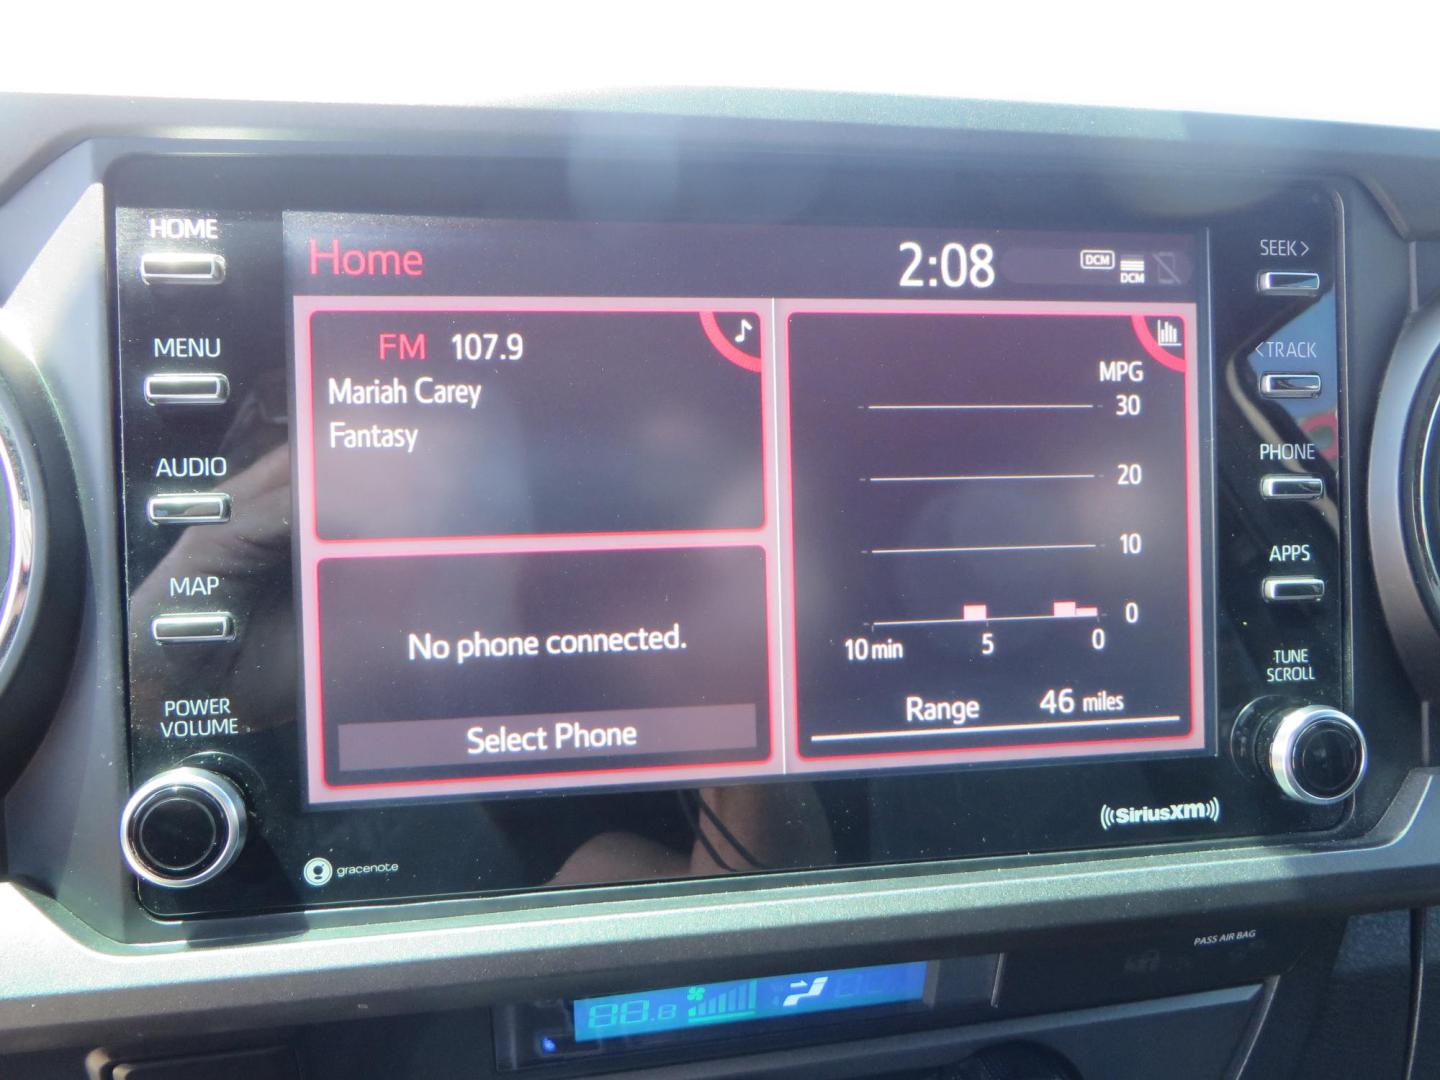 HOME
MENU
AUDIO
MAP
POWER
VOLUME
Home
2:08
DCM
DCM
FM 107.9
Mariah Carey
Fantasy
No phone connected.
Select Phone
MPG
30
20
10
0
10 min 5 0
Range 46 miles
SEEK >
< TRACK
PHONE
APPS
TUNE
SCROLL
gracenote
((( SiriusXM )))
PASS AIR BAG